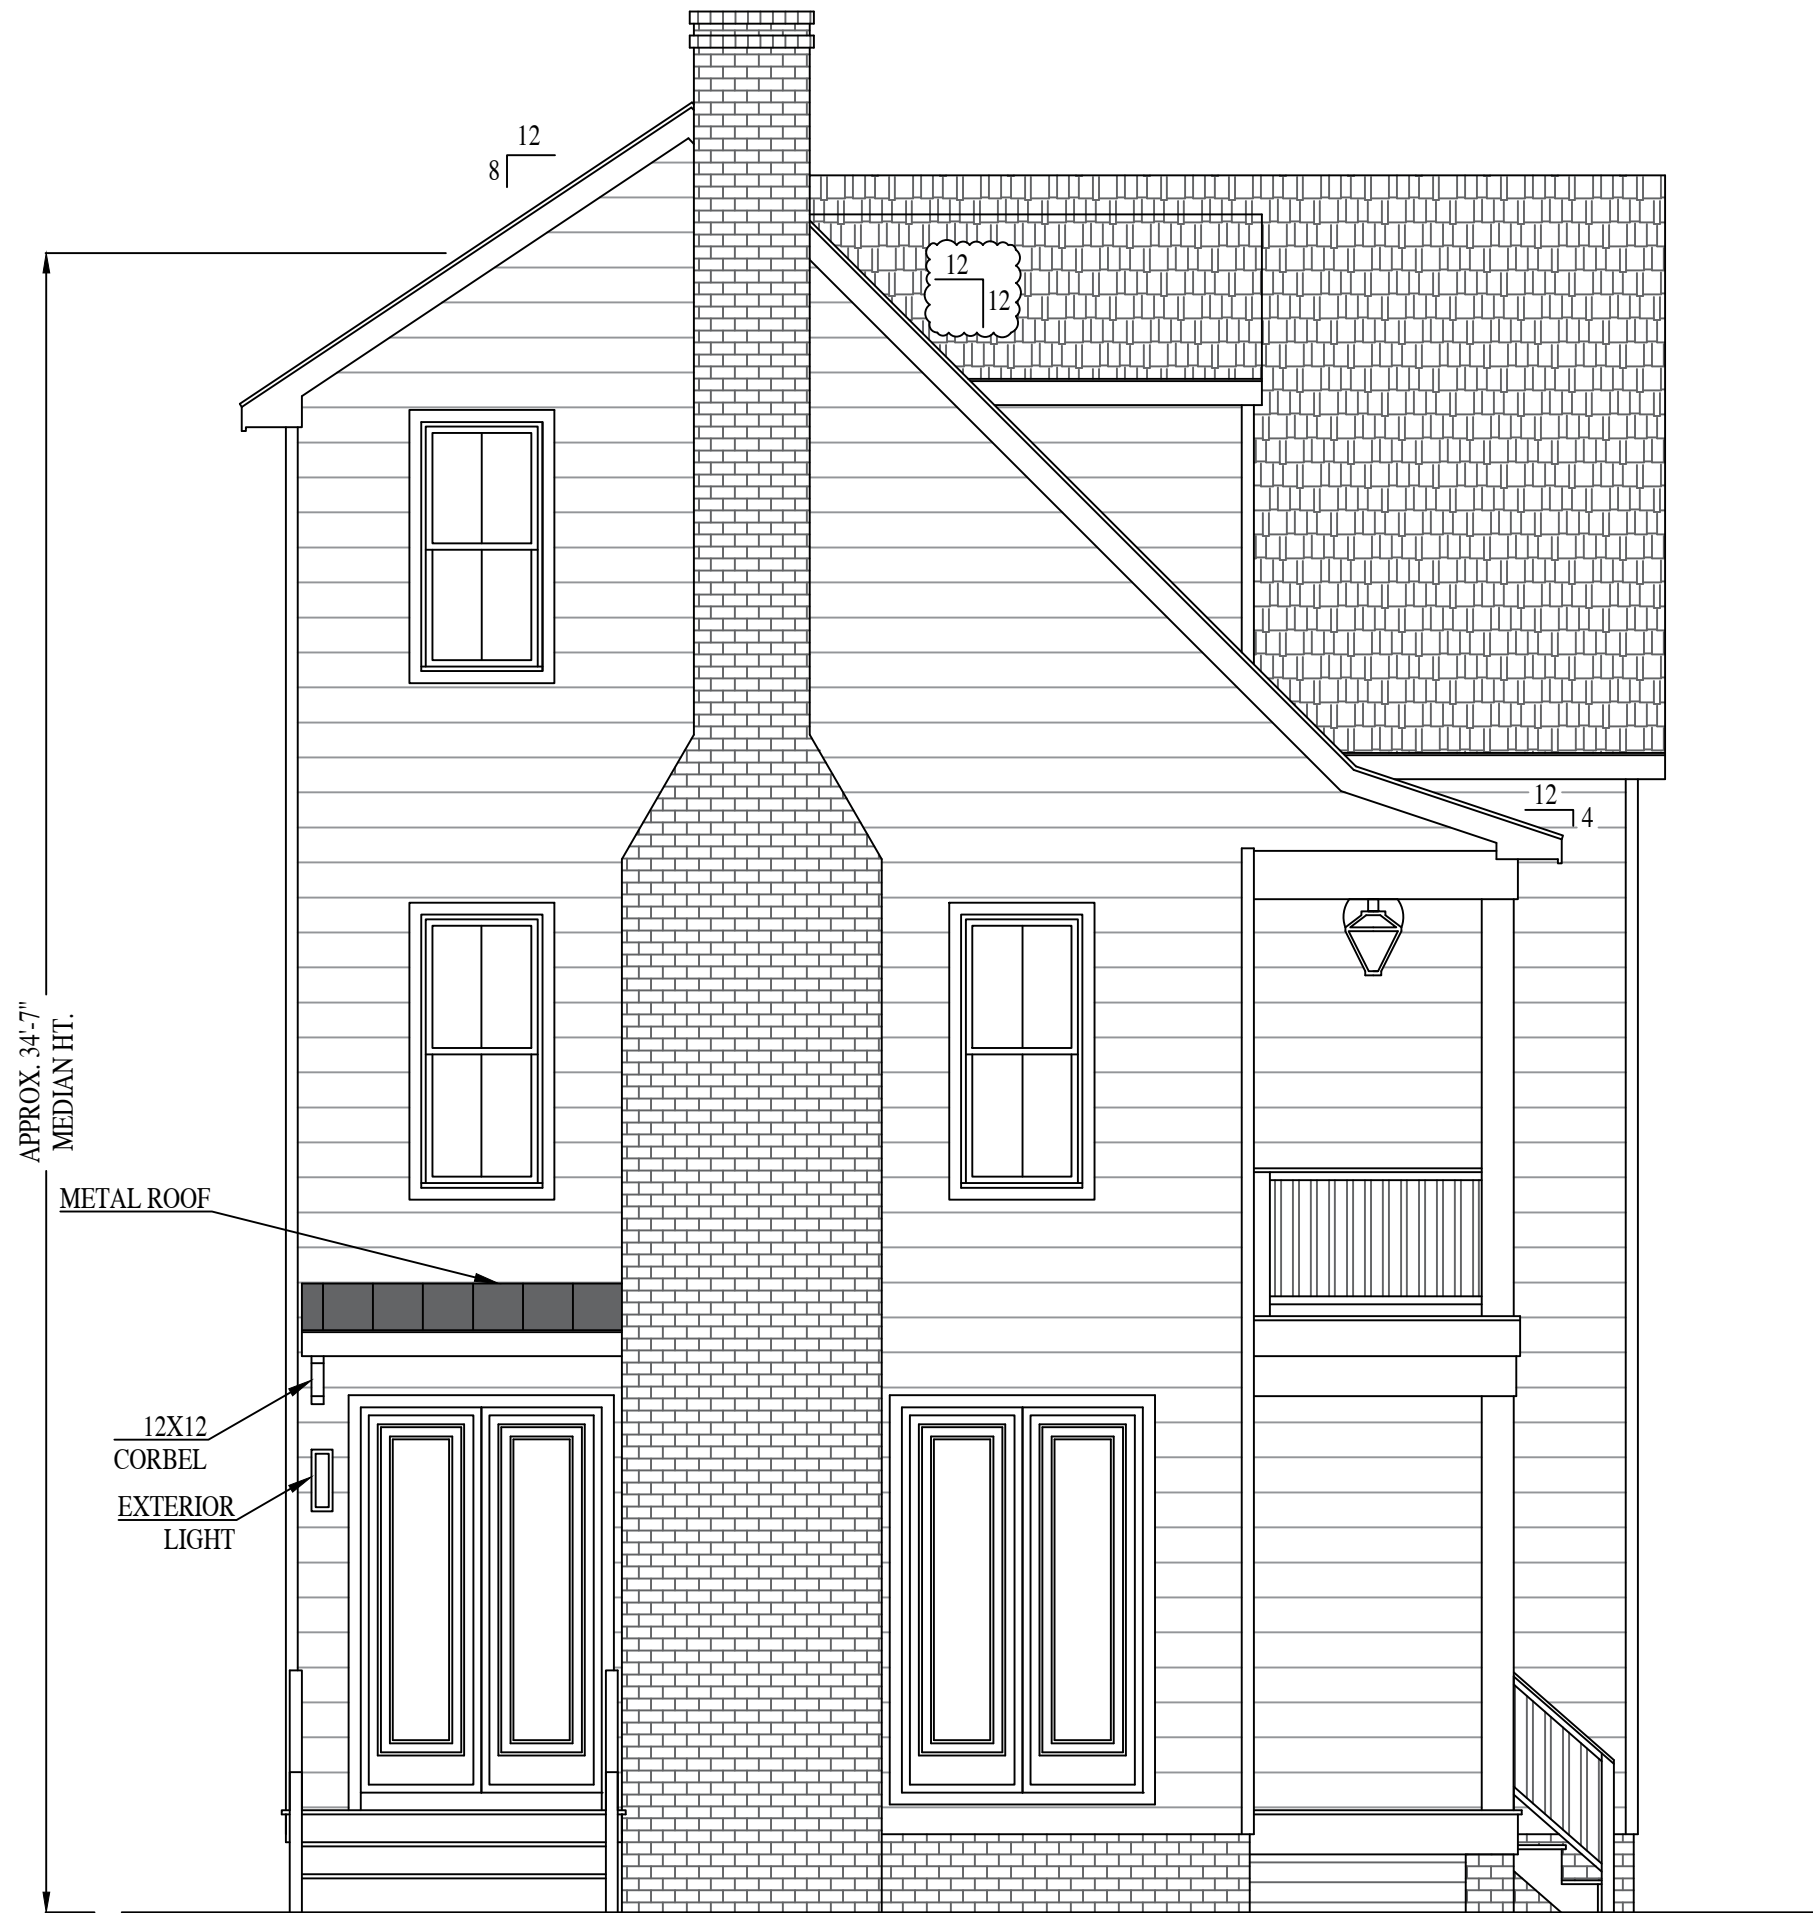 12
8
12
12
12
4
APPROX. 34'-7"
MEDIAN HT.
METAL ROOF
12X12
CORBEL
EXTERIOR
LIGHT